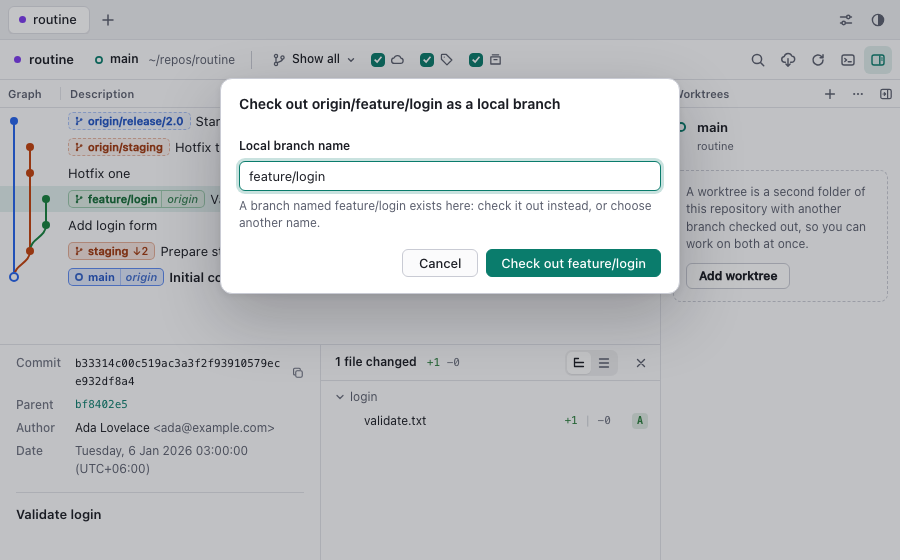 routine
routine
main
~/repos/routine
Show all
Graph
Description
Worktrees
origin/release/2.0
origin/staging
Hotfix
Hotfix one
feature/login
origin
Add login form
staging ↓2
Prepare
main
origin
Initial
Check out origin/feature/login as a local branch
Local branch name
feature/login
A branch named feature/login exists here: check it out instead, or choose
another name.
Cancel
Check out feature/login
main
routine
A worktree is a second folder of
this repository with another
branch checked out, so you can
work on both at once.
Add worktree
Commit
b33314c00c519ac3a3f2f93910579ec
e932df8a4
Parent
bf8402e5
Author
Ada Lovelace <ada@example.com>
Date
Tuesday, 6 Jan 2026 03:00:00
(UTC+06:00)
Validate login
1 file changed
+1 −0
login
validate.txt
+1 | −0
A